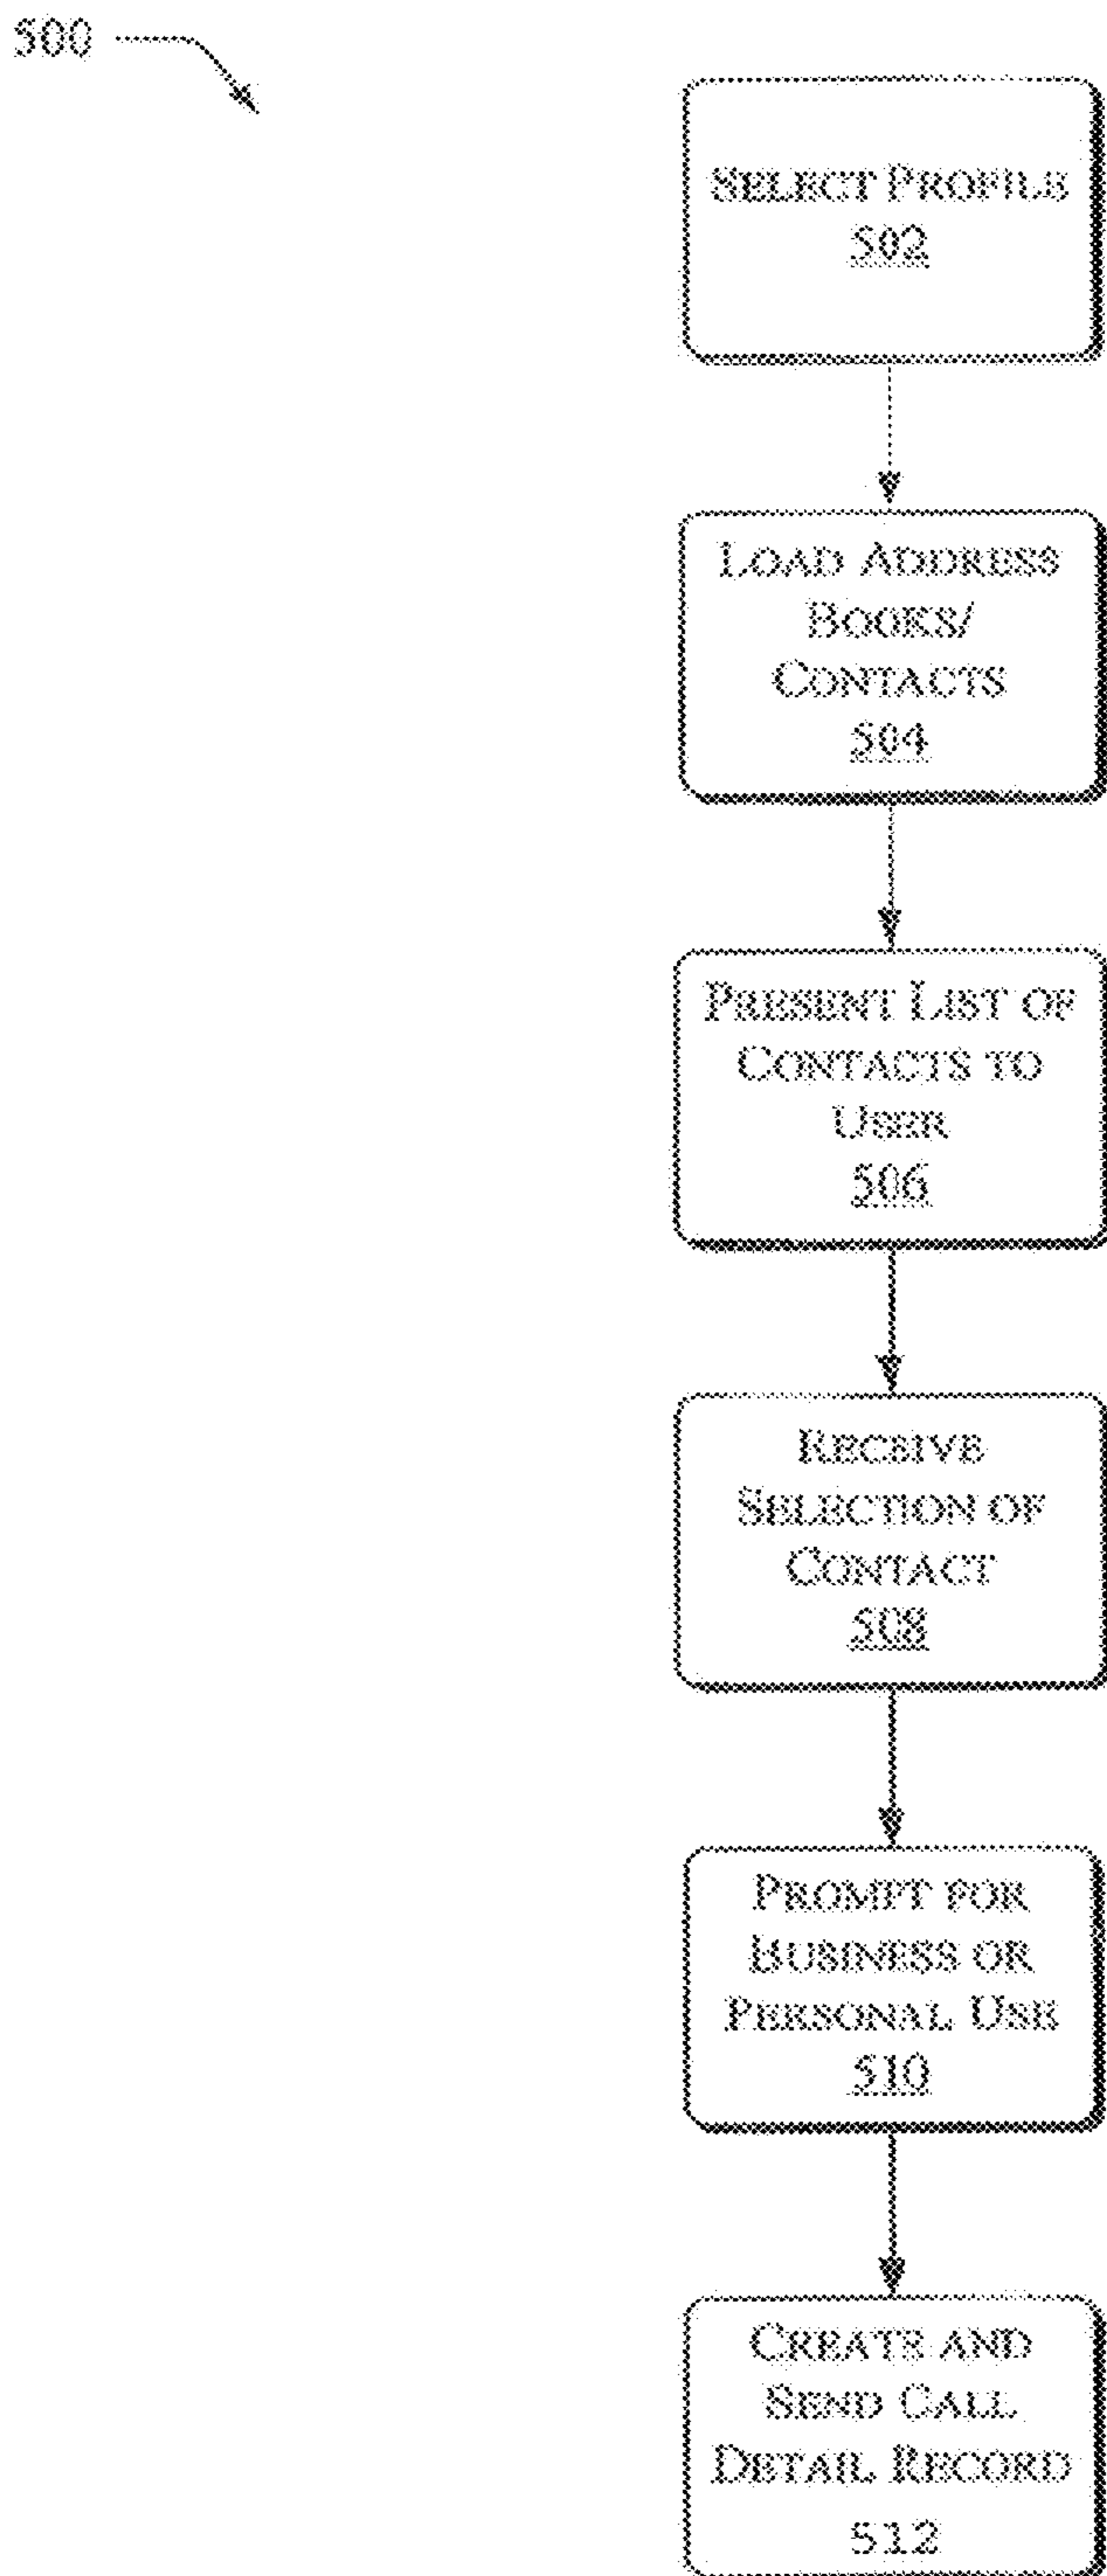 500
SELECT PROFILE
502
LOAD ADDRESS
BOOKS/
CONTACTS
504
PRESENT LIST OF
CONTACTS TO
USER
506
RECEIVE
SELECTION OF
CONTACT
508
PROMPT FOR
BUSINESS OR
PERSONAL USE
510
CREATE AND
SEND CALL
DETAIL RECORD
512